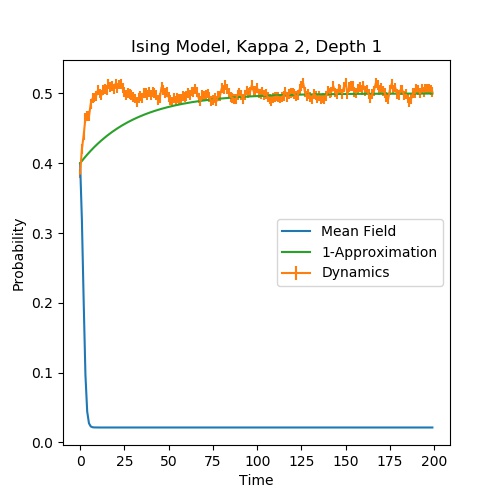 Ising Model, Kappa 2, Depth 1
Probability
0.5
0.4
0.3
0.2
0.1
0.0
Mean Field
1-Approximation
Dynamics
0 25 50 75 100 125 150 175 200
Time